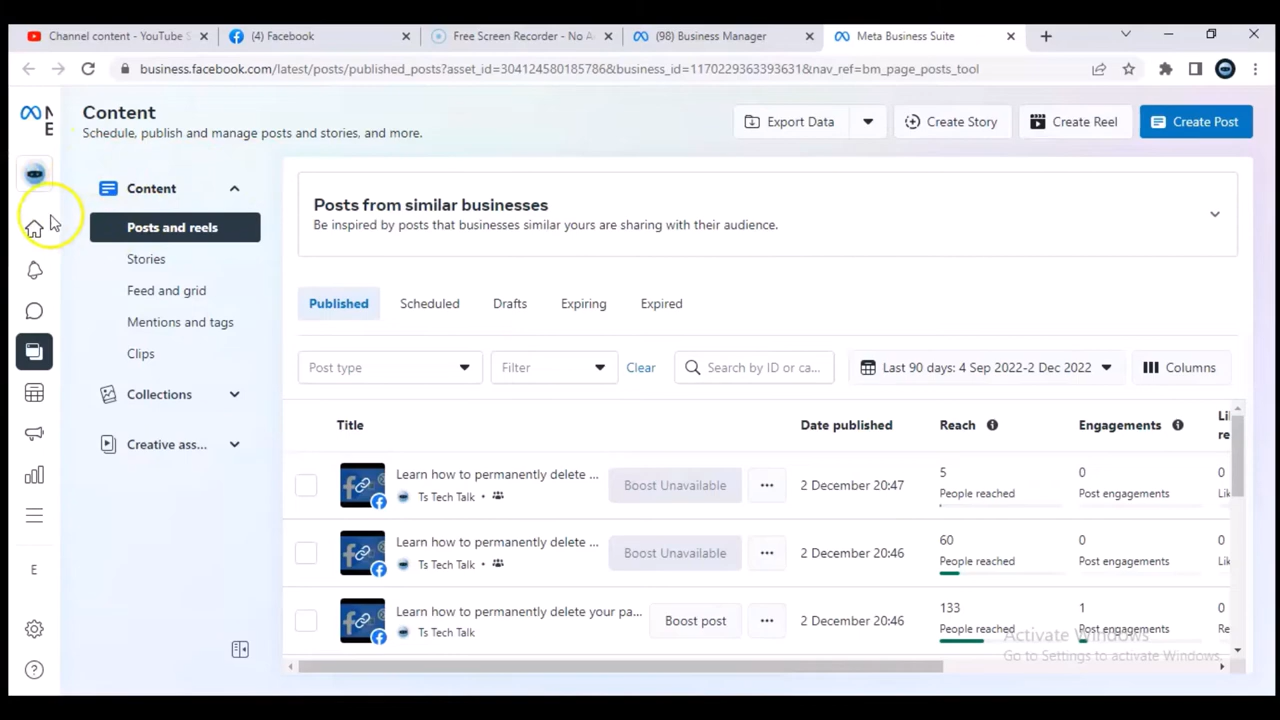 Channel content - YouTube S
(4) Facebook
Free Screen Recorder - No A
(98) Business Manager
Meta Business Suite
business.facebook.com/latest/posts/published_posts?asset_id=304124580185786&business_id=1170229363393631&nav_ref=bm_page_posts_tool
Content
Schedule, publish and manage posts and stories, and more.
Export Data
Create Story
Create Reel
Create Post
Content
Posts and reels
Stories
Feed and grid
Mentions and tags
Clips
Collections
Creative ass...
E
Posts from similar businesses
Be inspired by posts that businesses similar yours are sharing with their audience.
Published Scheduled Drafts Expiring Expired
Post type Filter Clear Search by ID or ca... Last 90 days: 4 Sep 2022-2 Dec 2022 Columns
Title Date published Reach Engagements Li
re
Learn how to permanently delete ... Boost Unavailable ... 2 December 20:47 5 0 0
Ts Tech Talk • People reached Post engagements Lik
Learn how to permanently delete ... Boost Unavailable ... 2 December 20:46 60 0 0
Ts Tech Talk • People reached Post engagements Lik
Learn how to permanently delete your pa... Boost post ... 2 December 20:46 133 1 0
Ts Tech Talk People reached Post engagements Re
Activate Windows
Go to Settings to activate Windows.